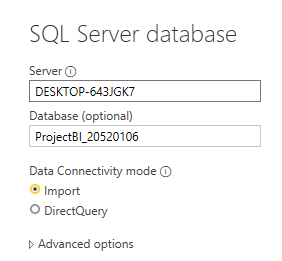 SQL Server database
Server
DESKTOP-643JGK7
Database (optional)
ProjectBI_20520106
Data Connectivity mode
Import
DirectQuery
Advanced options